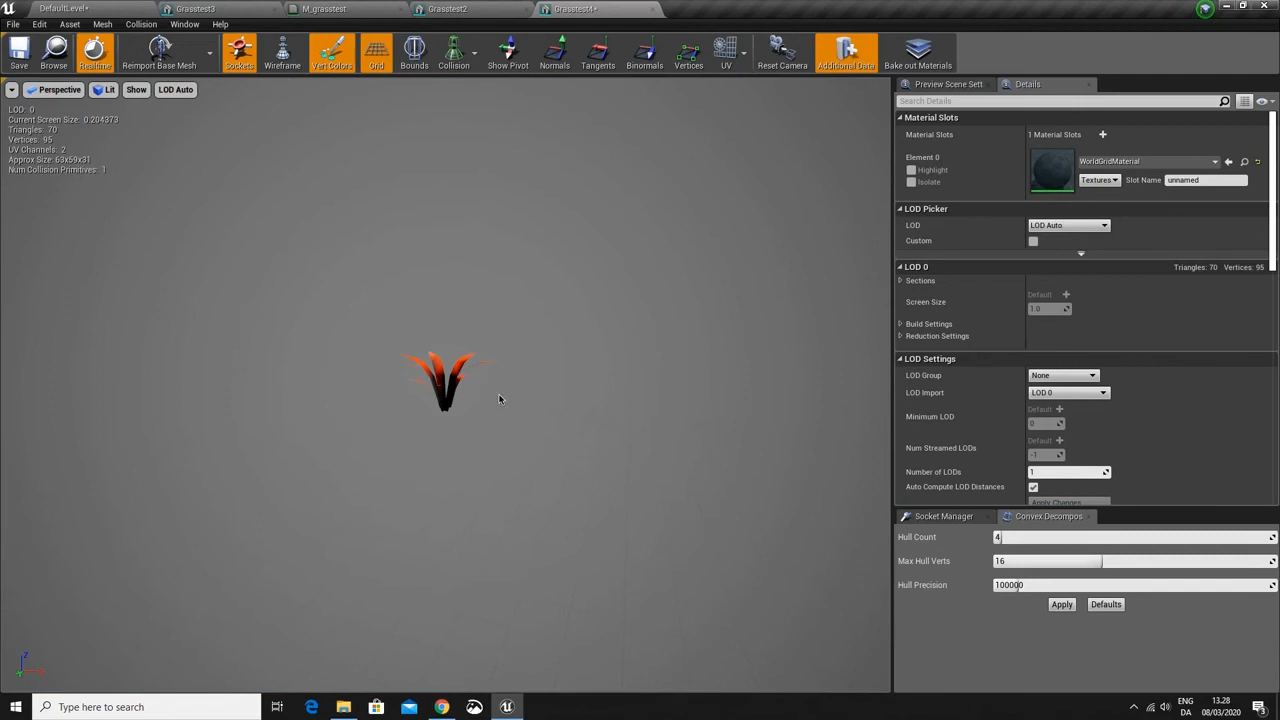 DefaultLevel*
Grasstest3
M_grasstest
Grasstest2
Grasstest4*
File Edit Asset Mesh Collision Window Help
Save
Browse
Realtime
Reimport Base Mesh
Sockets
Wireframe
Vert Colors
Grid
Bounds
Collision
Show Pivot
Normals
Tangents
Binormals
Vertices
UV
Reset Camera
Additional Data
Bake out Materials
Perspective
Lit
Show
LOD Auto
LOD: 0
Current Screen Size: 0.204373
Triangles: 70
Vertices: 95
UV Channels: 2
Approx Size: 63x59x31
Num Collision Primitives: 1
Z
Preview Scene Sett
Details
Search Details
Material Slots
Material Slots
1 Material Slots
Element 0
Highlight
Isolate
WorldGridMaterial
Textures
Slot Name
unnamed
LOD Picker
LOD
LOD Auto
Custom
LOD 0
Triangles: 70 Vertices: 95
Sections
Screen Size
Default
1.0
Build Settings
Reduction Settings
LOD Settings
LOD Group
None
LOD Import
LOD 0
Minimum LOD
Default
0
Num Streamed LODs
Default
-1
Number of LODs
1
Auto Compute LOD Distances
Apply Changes
Socket Manager
Convex Decompos
Hull Count
4
Max Hull Verts
16
Hull Precision
100000
Apply
Defaults
Type here to search
ENG
DA
13.28
08/03/2020